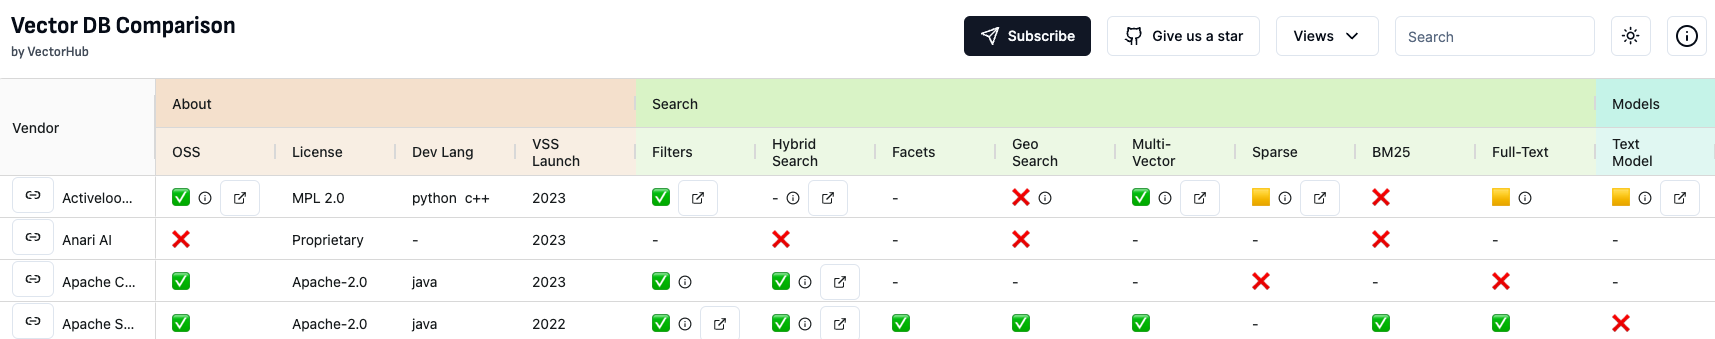 Vector DB Comparison
by VectorHub
Subscribe
Give us a star
Views
Search
Vendor
About
Search
Models
OSS
License
Dev Lang
VSS
Launch
Filters
Hybrid
Search
Facets
Geo
Search
Multi-
Vector
Sparse
BM25
Full-Text
Text
Model
Activeloo... ✅ MPL 2.0 python c++ 2023 ✅ - - ❌ ✅ 🟨 ❌ 🟨 🟨
Anari AI ❌ Proprietary - 2023 - ❌ - ❌ - - ❌ - -
Apache C... ✅ Apache-2.0 java 2023 ✅ ✅ - - - ❌ - ❌ -
Apache S... ✅ Apache-2.0 java 2022 ✅ ✅ ✅ ✅ ✅ - ✅ ✅ ❌